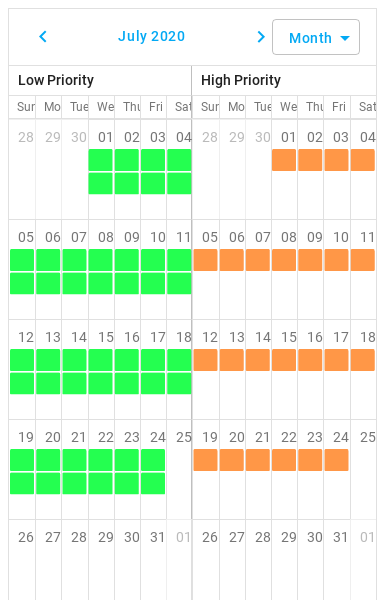 July 2020 Month
Low Priority High Priority
Sun Mo Tue We Thu Fri Sat Sun Mo Tue We Thu Fri Sat
28 29 30 01 02 03 04 28 29 30 01 02 03 04
05 06 07 08 09 10 11 05 06 07 08 09 10 11
12 13 14 15 16 17 18 12 13 14 15 16 17 18
19 20 21 22 23 24 25 19 20 21 22 23 24 25
26 27 28 29 30 31 01 26 27 28 29 30 31 01